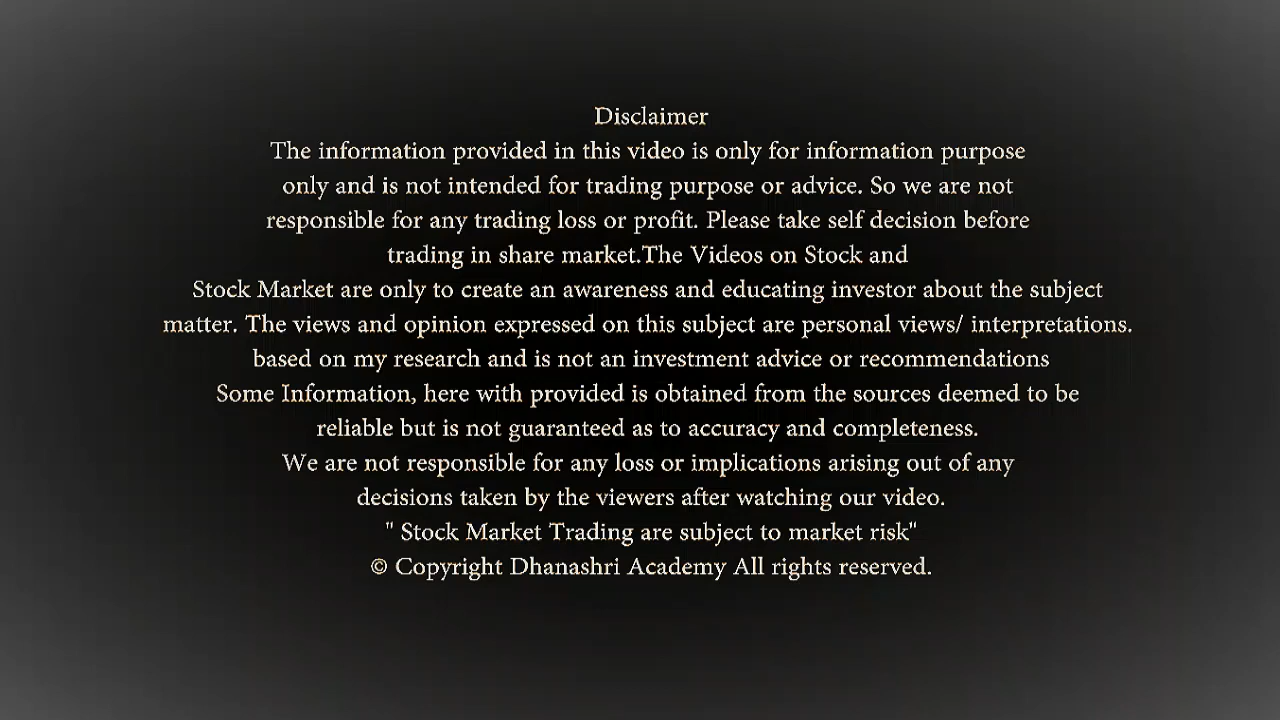 Disclaimer
The information provided in this video is only for information purpose
only and is not intended for trading purpose or advice. So we are not
responsible for any trading loss or profit. Please take self decision before
trading in share market.The Videos on Stock and
Stock Market are only to create an awareness and educating investor about the subject
matter. The views and opinion expressed on this subject are personal views/ interpretations.
based on my research and is not an investment advice or recommendations
Some Information, here with provided is obtained from the sources deemed to be
reliable but is not guaranteed as to accuracy and completeness.
We are not responsible for any loss or implications arising out of any
decisions taken by the viewers after watching our video.
" Stock Market Trading are subject to market risk"
© Copyright Dhanashri Academy All rights reserved.